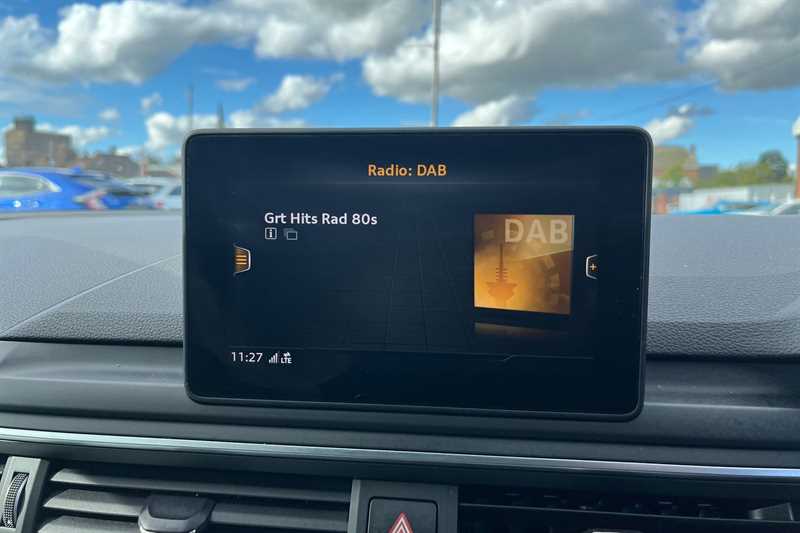 Radio: DAB
Grt Hits Rad 80s
DAB
11:27 LTE